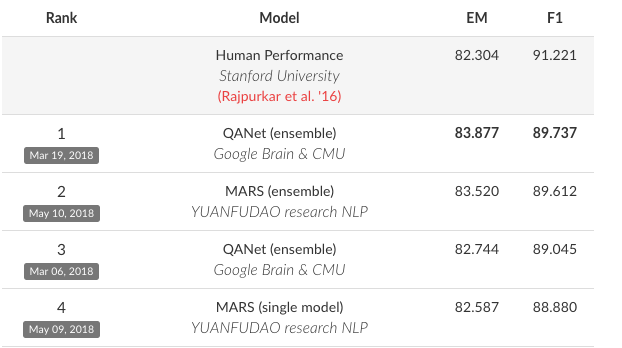 Rank Model EM F1
Human Performance 82.304 91.221
Stanford University
(Rajpurkar et al. '16)
1 QANet (ensemble) 83.877 89.737
Mar 19, 2018 Google Brain & CMU
2 MARS (ensemble) 83.520 89.612
May 10, 2018 YUANFUDAO research NLP
3 QANet (ensemble) 82.744 89.045
Mar 06, 2018 Google Brain & CMU
4 MARS (single model) 82.587 88.880
May 09, 2018 YUANFUDAO research NLP